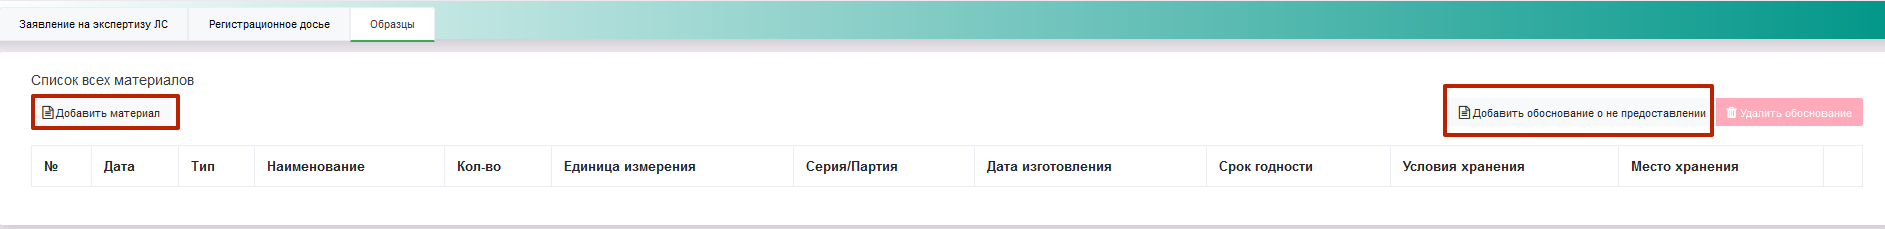 Заявление на экспертизу ЛС Регистрационное досье Образцы
Список всех материалов
Добавить материал Добавить обоснование о не предоставлении Удалить обоснование
№ Дата Тип Наименование Кол-во Единица измерения Серия/Партия Дата изготовления Срок годности Условия хранения Место хранения